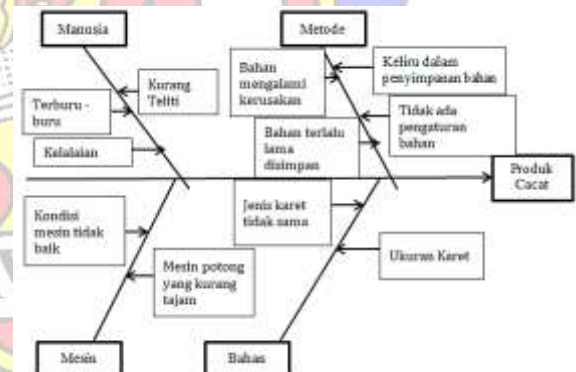 Manusia
Metode
Kurang
Teliti
Terburu -
buru
Kelalaian
Bahan
mengalami
kerusakan
Keliru dalam
penyimpanan bahan
Tidak ada
pengaturan
bahan
Bahan terlalu
lama
disimpan
Produk
Cacat
Kondisi
mesin tidak
baik
Mesin potong
yang kurang
tajam
Jenis karet
tidak sama
Ukuran Karet
Mesin
Bahan